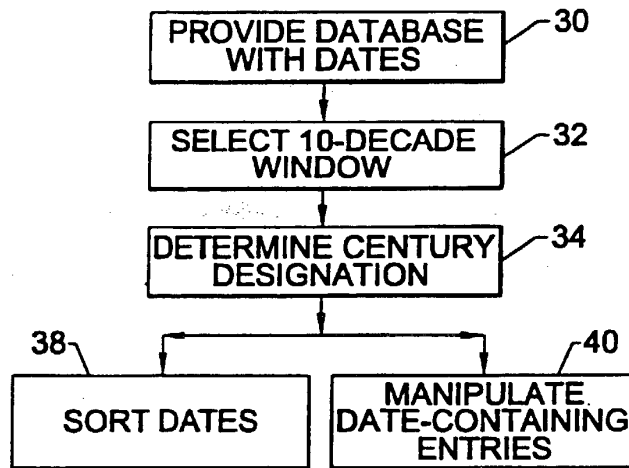 PROVIDE DATABASE
WITH DATES
30
SELECT 10-DECADE
WINDOW
32
DETERMINE CENTURY
DESIGNATION
34
38
SORT DATES
40
MANIPULATE
DATE-CONTAINING
ENTRIES